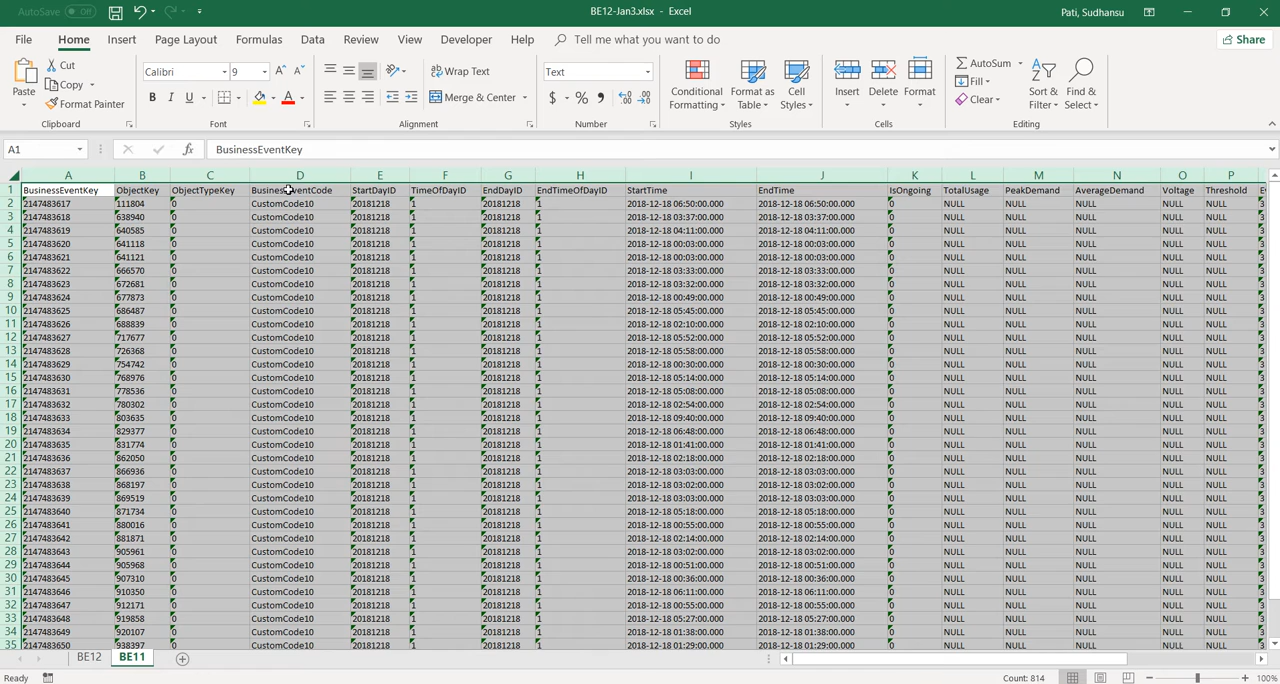 AutoSave Off BE12-Jan3.xlsx - Excel Pati, Sudhansu
File Home Insert Page Layout Formulas Data Review View Developer Help Tell me what you want to do Share
Paste Cut Copy Format Painter Calibri 9 B I U A Wrap Text Merge & Center Text $ % , Conditional Formatting Format as Table Cell Styles Insert Delete Format AutoSum Fill Clear Sort & Filter Find & Select
Clipboard Font Alignment Number Styles Cells Editing
A1 fx BusinessEventKey
A B C D E F G H I J K L M N O P
1 BusinessEventKey ObjectKey ObjectTypeKey BusinessEventCode StartDayID TimeOfDayID EndDayID EndTimeOfDayID StartTime EndTime IsOngoing TotalUsage PeakDemand AverageDemand Voltage Threshold E
2 2147483617 111804 0 CustomCode10 20181218 1 20181218 1 2018-12-18 06:50:00.000 2018-12-18 06:50:00.000 0 NULL NULL NULL NULL NULL 3
3 2147483618 638940 0 CustomCode10 20181218 1 20181218 1 2018-12-18 03:37:00.000 2018-12-18 03:37:00.000 0 NULL NULL NULL NULL NULL 3
4 2147483619 640585 0 CustomCode10 20181218 1 20181218 1 2018-12-18 04:11:00.000 2018-12-18 04:11:00.000 0 NULL NULL NULL NULL NULL 3
5 2147483620 641118 0 CustomCode10 20181218 1 20181218 1 2018-12-18 00:03:00.000 2018-12-18 00:03:00.000 0 NULL NULL NULL NULL NULL 3
6 2147483621 641121 0 CustomCode10 20181218 1 20181218 1 2018-12-18 00:03:00.000 2018-12-18 00:03:00.000 0 NULL NULL NULL NULL NULL 3
7 2147483622 666570 0 CustomCode10 20181218 1 20181218 1 2018-12-18 03:33:00.000 2018-12-18 03:33:00.000 0 NULL NULL NULL NULL NULL 3
8 2147483623 672681 0 CustomCode10 20181218 1 20181218 1 2018-12-18 03:32:00.000 2018-12-18 03:32:00.000 0 NULL NULL NULL NULL NULL 3
9 2147483624 677873 0 CustomCode10 20181218 1 20181218 1 2018-12-18 00:49:00.000 2018-12-18 00:49:00.000 0 NULL NULL NULL NULL NULL 3
10 2147483625 686487 0 CustomCode10 20181218 1 20181218 1 2018-12-18 05:45:00.000 2018-12-18 05:45:00.000 0 NULL NULL NULL NULL NULL 3
11 2147483626 688839 0 CustomCode10 20181218 1 20181218 1 2018-12-18 02:10:00.000 2018-12-18 02:10:00.000 0 NULL NULL NULL NULL NULL 3
12 2147483627 717677 0 CustomCode10 20181218 1 20181218 1 2018-12-18 05:52:00.000 2018-12-18 05:52:00.000 0 NULL NULL NULL NULL NULL 3
13 2147483628 726368 0 CustomCode10 20181218 1 20181218 1 2018-12-18 05:58:00.000 2018-12-18 05:58:00.000 0 NULL NULL NULL NULL NULL 3
14 2147483629 754742 0 CustomCode10 20181218 1 20181218 1 2018-12-18 00:30:00.000 2018-12-18 00:30:00.000 0 NULL NULL NULL NULL NULL 3
15 2147483630 768976 0 CustomCode10 20181218 1 20181218 1 2018-12-18 05:14:00.000 2018-12-18 05:14:00.000 0 NULL NULL NULL NULL NULL 3
16 2147483631 778536 0 CustomCode10 20181218 1 20181218 1 2018-12-18 05:08:00.000 2018-12-18 05:08:00.000 0 NULL NULL NULL NULL NULL 3
17 2147483632 780302 0 CustomCode10 20181218 1 20181218 1 2018-12-18 02:54:00.000 2018-12-18 02:54:00.000 0 NULL NULL NULL NULL NULL 3
18 2147483633 803635 0 CustomCode10 20181218 1 20181218 1 2018-12-18 09:40:00.000 2018-12-18 09:40:00.000 0 NULL NULL NULL NULL NULL 3
19 2147483634 829377 0 CustomCode10 20181218 1 20181218 1 2018-12-18 06:48:00.000 2018-12-18 06:48:00.000 0 NULL NULL NULL NULL NULL 3
20 2147483635 831774 0 CustomCode10 20181218 1 20181218 1 2018-12-18 01:41:00.000 2018-12-18 01:41:00.000 0 NULL NULL NULL NULL NULL 3
21 2147483636 862050 0 CustomCode10 20181218 1 20181218 1 2018-12-18 02:18:00.000 2018-12-18 02:18:00.000 0 NULL NULL NULL NULL NULL 3
22 2147483637 866936 0 CustomCode10 20181218 1 20181218 1 2018-12-18 03:03:00.000 2018-12-18 03:03:00.000 0 NULL NULL NULL NULL NULL 3
23 2147483638 868197 0 CustomCode10 20181218 1 20181218 1 2018-12-18 03:02:00.000 2018-12-18 03:02:00.000 0 NULL NULL NULL NULL NULL 3
24 2147483639 869519 0 CustomCode10 20181218 1 20181218 1 2018-12-18 03:03:00.000 2018-12-18 03:03:00.000 0 NULL NULL NULL NULL NULL 3
25 2147483640 871734 0 CustomCode10 20181218 1 20181218 1 2018-12-18 05:18:00.000 2018-12-18 05:18:00.000 0 NULL NULL NULL NULL NULL 3
26 2147483641 880016 0 CustomCode10 20181218 1 20181218 1 2018-12-18 00:55:00.000 2018-12-18 00:55:00.000 0 NULL NULL NULL NULL NULL 3
27 2147483642 881871 0 CustomCode10 20181218 1 20181218 1 2018-12-18 02:14:00.000 2018-12-18 02:14:00.000 0 NULL NULL NULL NULL NULL 3
28 2147483643 905961 0 CustomCode10 20181218 1 20181218 1 2018-12-18 03:02:00.000 2018-12-18 03:02:00.000 0 NULL NULL NULL NULL NULL 3
29 2147483644 905968 0 CustomCode10 20181218 1 20181218 1 2018-12-18 00:51:00.000 2018-12-18 00:51:00.000 0 NULL NULL NULL NULL NULL 3
30 2147483645 907310 0 CustomCode10 20181218 1 20181218 1 2018-12-18 00:36:00.000 2018-12-18 00:36:00.000 0 NULL NULL NULL NULL NULL 3
31 2147483646 910350 0 CustomCode10 20181218 1 20181218 1 2018-12-18 06:11:00.000 2018-12-18 06:11:00.000 0 NULL NULL NULL NULL NULL 3
32 2147483647 912171 0 CustomCode10 20181218 1 20181218 1 2018-12-18 00:55:00.000 2018-12-18 00:55:00.000 0 NULL NULL NULL NULL NULL 3
33 2147483648 919858 0 CustomCode10 20181218 1 20181218 1 2018-12-18 05:27:00.000 2018-12-18 05:27:00.000 0 NULL NULL NULL NULL NULL 3
34 2147483649 920107 0 CustomCode10 20181218 1 20181218 1 2018-12-18 01:38:00.000 2018-12-18 01:38:00.000 0 NULL NULL NULL NULL NULL 3
35 2147483650 938397 0 CustomCode10 20181218 1 20181218 1 2018-12-18 01:29:00.000 2018-12-18 01:29:00.000 0 NULL NULL NULL NULL NULL 3
BE12 BE11
Ready Count: 814 100%